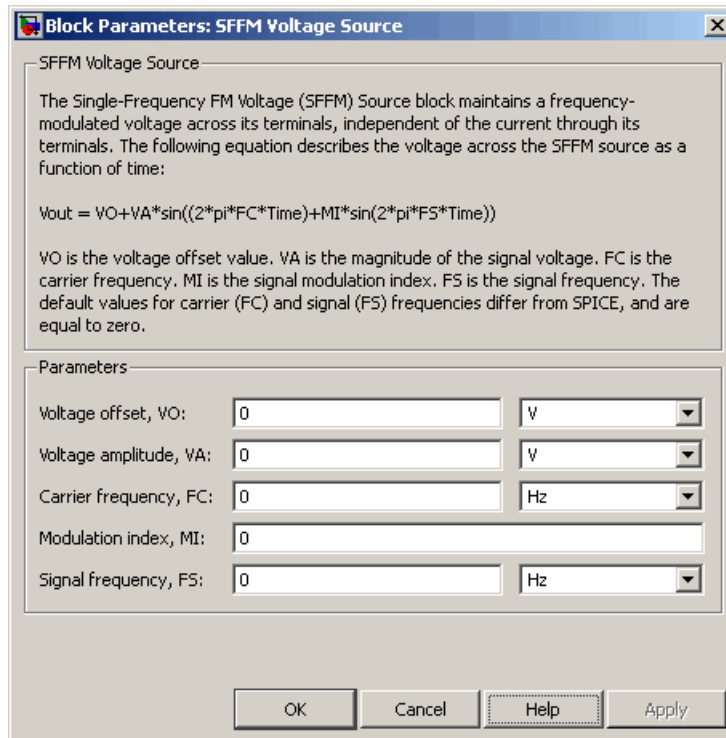 Block Parameters: SFFM Voltage Source
SFFM Voltage Source
The Single-Frequency FM Voltage (SFFM) Source block maintains a frequency-
modulated voltage across its terminals, independent of the current through its
terminals. The following equation describes the voltage across the SFFM source as a
function of time:
Vout = VO+VA*sin((2*pi*FC*Time)+MI*sin(2*pi*FS*Time))
VO is the voltage offset value. VA is the magnitude of the signal voltage. FC is the
carrier frequency. MI is the signal modulation index. FS is the signal frequency. The
default values for carrier (FC) and signal (FS) frequencies differ from SPICE, and are
equal to zero.
Parameters
Voltage offset, VO: 0 V
Voltage amplitude, VA: 0 V
Carrier frequency, FC: 0 Hz
Modulation index, MI: 0
Signal frequency, FS: 0 Hz
OK Cancel Help Apply